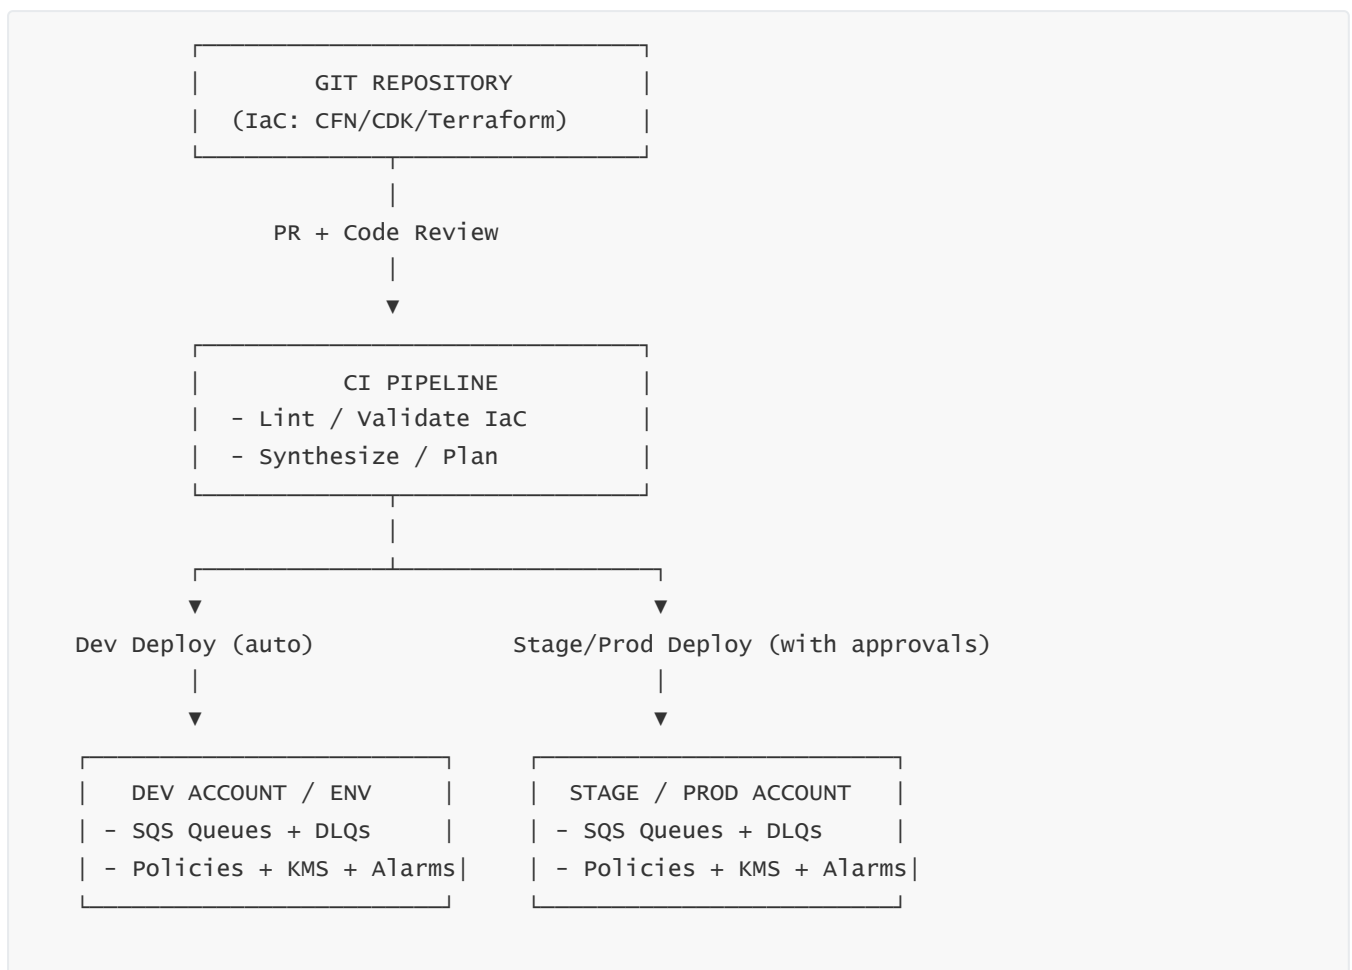 GIT REPOSITORY
(IaC: CFN/CDK/Terraform)
PR + Code Review
CI PIPELINE
- Lint / Validate IaC
- Synthesize / Plan
Dev Deploy (auto)
Stage/Prod Deploy (with approvals)
DEV ACCOUNT / ENV
- SQS Queues + DLQs
- Policies + KMS + Alarms
STAGE / PROD ACCOUNT
- SQS Queues + DLQs
- Policies + KMS + Alarms